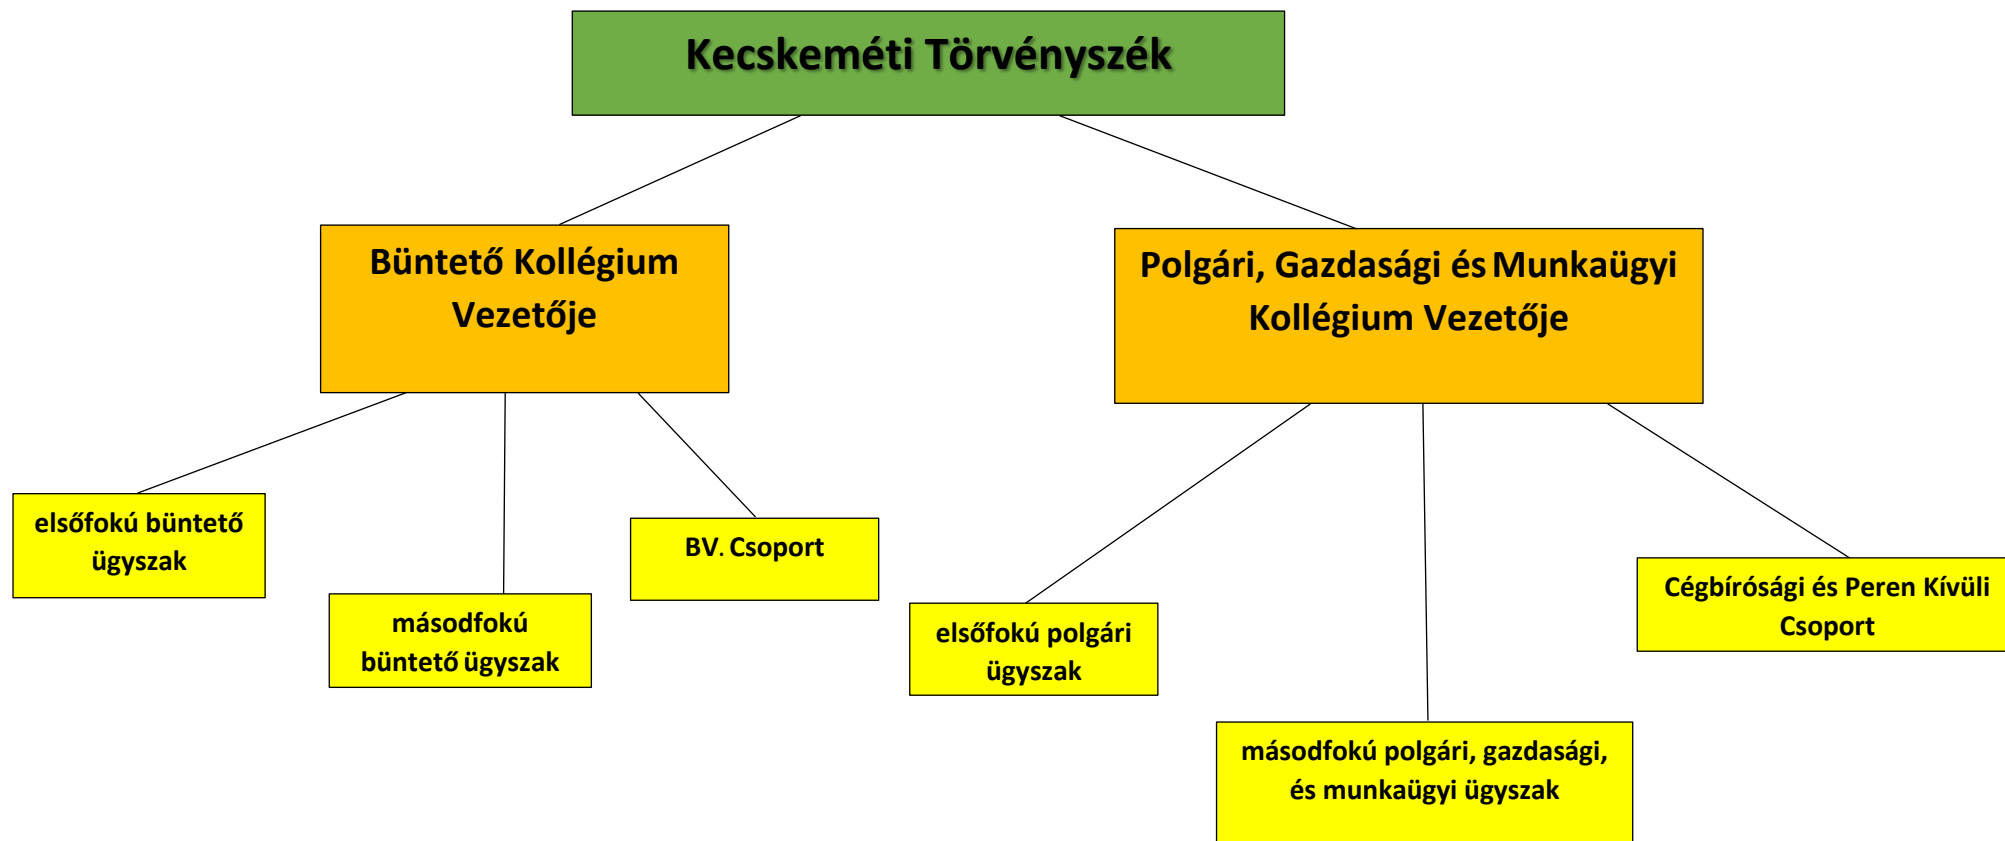 Kecskeméti Törvényszék
Büntető Kollégium
Vezetője
Polgári, Gazdasági és Munkaügyi
Kollégium Vezetője
elsőfokú büntető
ügyszak
másodfokú
büntető ügyszak
BV. Csoport
elsőfokú polgári
ügyszak
másodfokú polgári, gazdasági,
és munkaügyi ügyszak
Cégbírósági és Peren Kívüli
Csoport